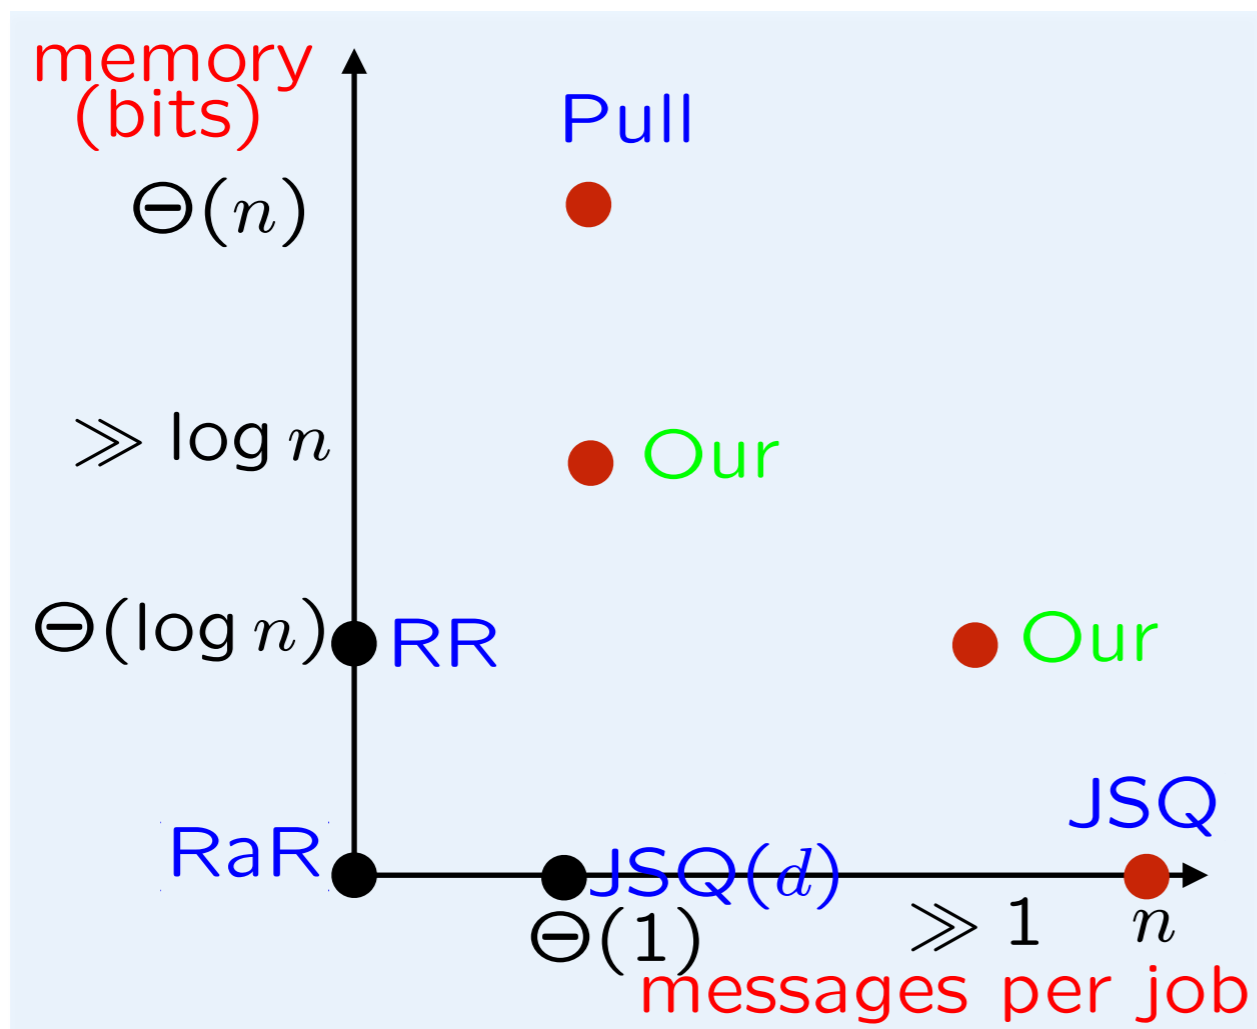 memory
(bits)
Pull
Θ(n)
≫ log n
Our
Θ(log n)
RR
Our
JSQ
RaR
JSQ(d)
Θ(1)
≫ 1
n
messages per job